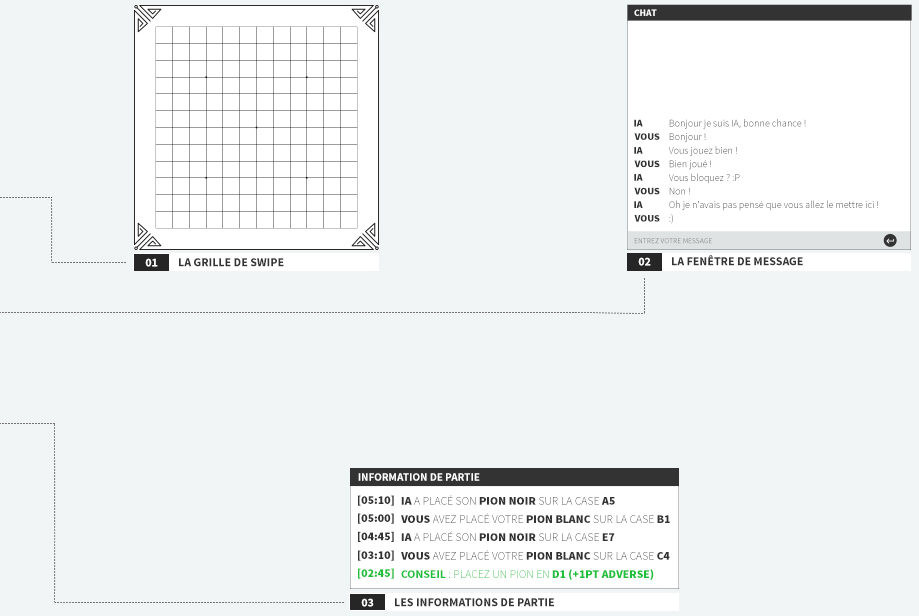 CHAT
IA Bonjour je suis IA, bonne chance !
VOUS Bonjour !
IA Vous jouez bien !
VOUS Bien joué !
IA Vous bloquez ? :P
VOUS Non !
IA Oh je n'avais pas pensé que vous allez le mettre ici !
VOUS :)
ENTREZ VOTRE MESSAGE
01 LA GRILLE DE SWIPE
02 LA FENÊTRE DE MESSAGE
INFORMATION DE PARTIE
[05:10] IA A PLACÉ SON PION NOIR SUR LA CASE A5
[05:00] VOUS AVEZ PLACÉ VOTRE PION BLANC SUR LA CASE B1
[04:45] IA A PLACÉ SON PION NOIR SUR LA CASE E7
[03:10] VOUS AVEZ PLACÉ VOTRE PION BLANC SUR LA CASE C4
[02:45] CONSEIL : PLACEZ UN PION EN D1 (+1PT ADVERSE)
03 LES INFORMATIONS DE PARTIE